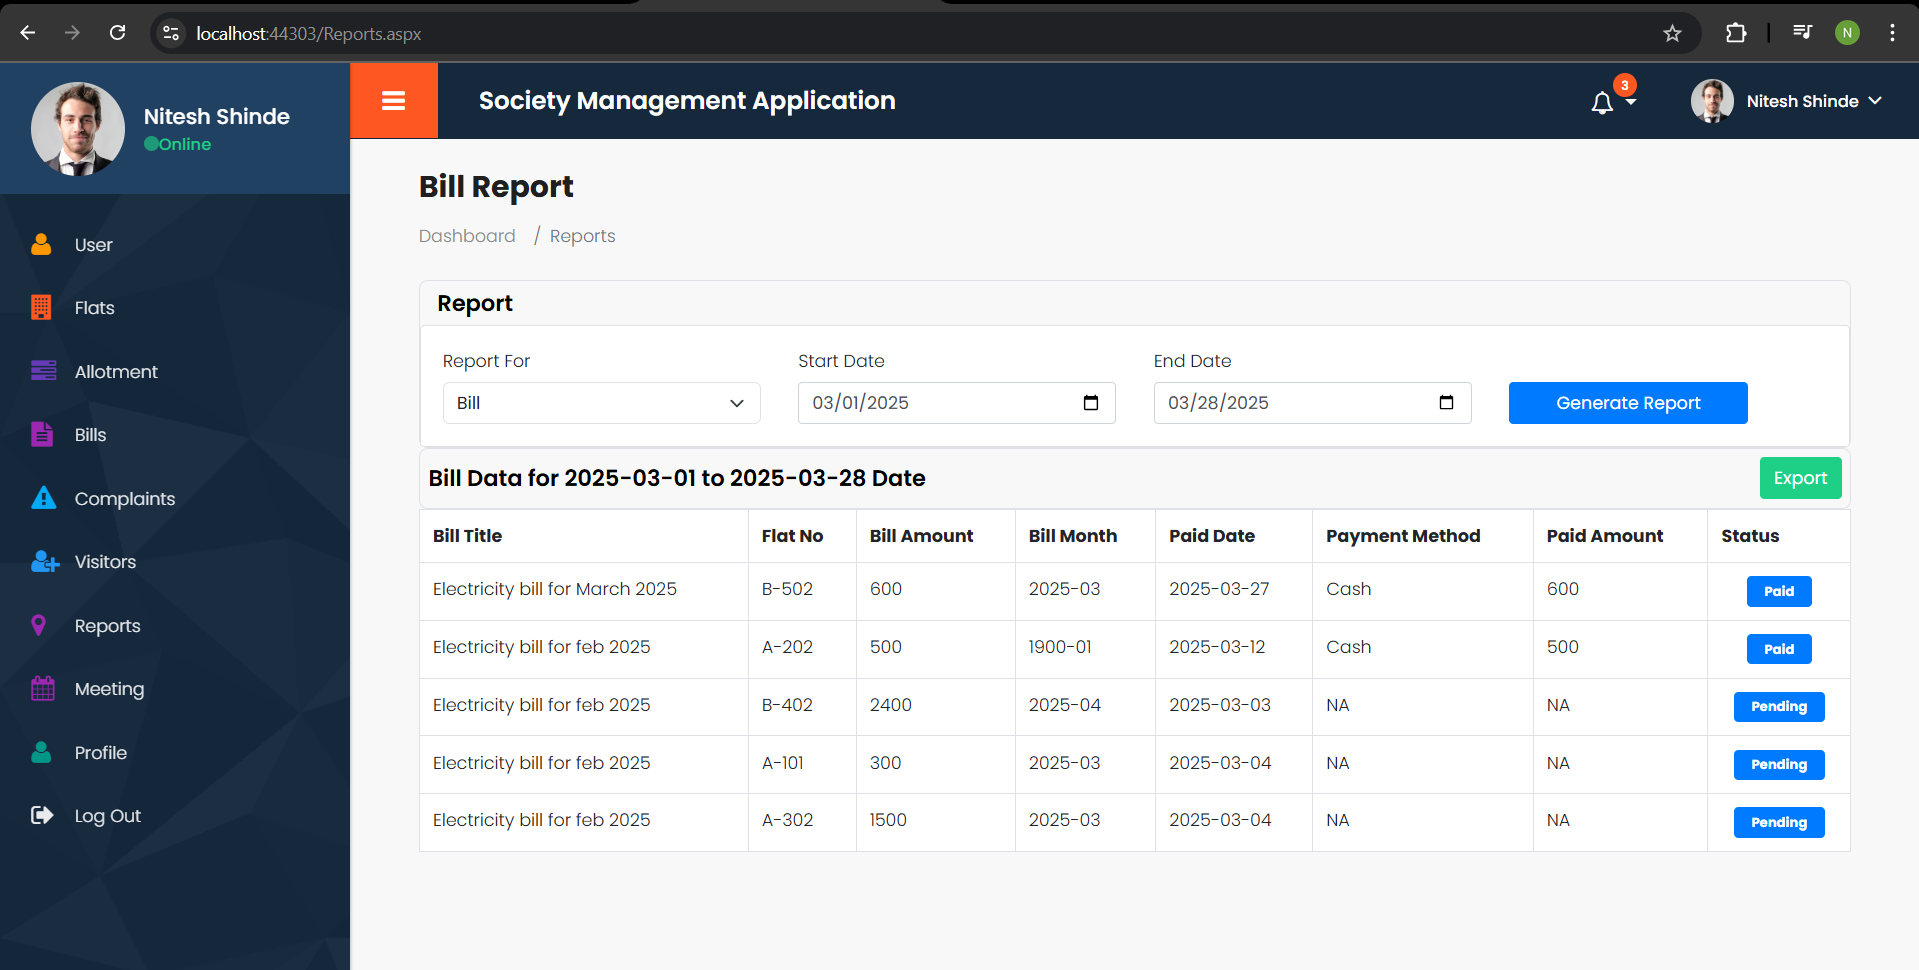 localhost:44303/Reports.aspx
N
Nitesh Shinde
Online
Society Management Application
3
Nitesh Shinde
User
Flats
Allotment
Bills
Complaints
Visitors
Reports
Meeting
Profile
Log Out
Bill Report
Dashboard / Reports
Report
Report For Start Date End Date
Bill 03/01/2025 03/28/2025 Generate Report
Bill Data for 2025-03-01 to 2025-03-28 Date Export
Bill Title Flat No Bill Amount Bill Month Paid Date Payment Method Paid Amount Status
Electricity bill for March 2025 B-502 600 2025-03 2025-03-27 Cash 600 Paid
Electricity bill for feb 2025 A-202 500 1900-01 2025-03-12 Cash 500 Paid
Electricity bill for feb 2025 B-402 2400 2025-04 2025-03-03 NA NA Pending
Electricity bill for feb 2025 A-101 300 2025-03 2025-03-04 NA NA Pending
Electricity bill for feb 2025 A-302 1500 2025-03 2025-03-04 NA NA Pending